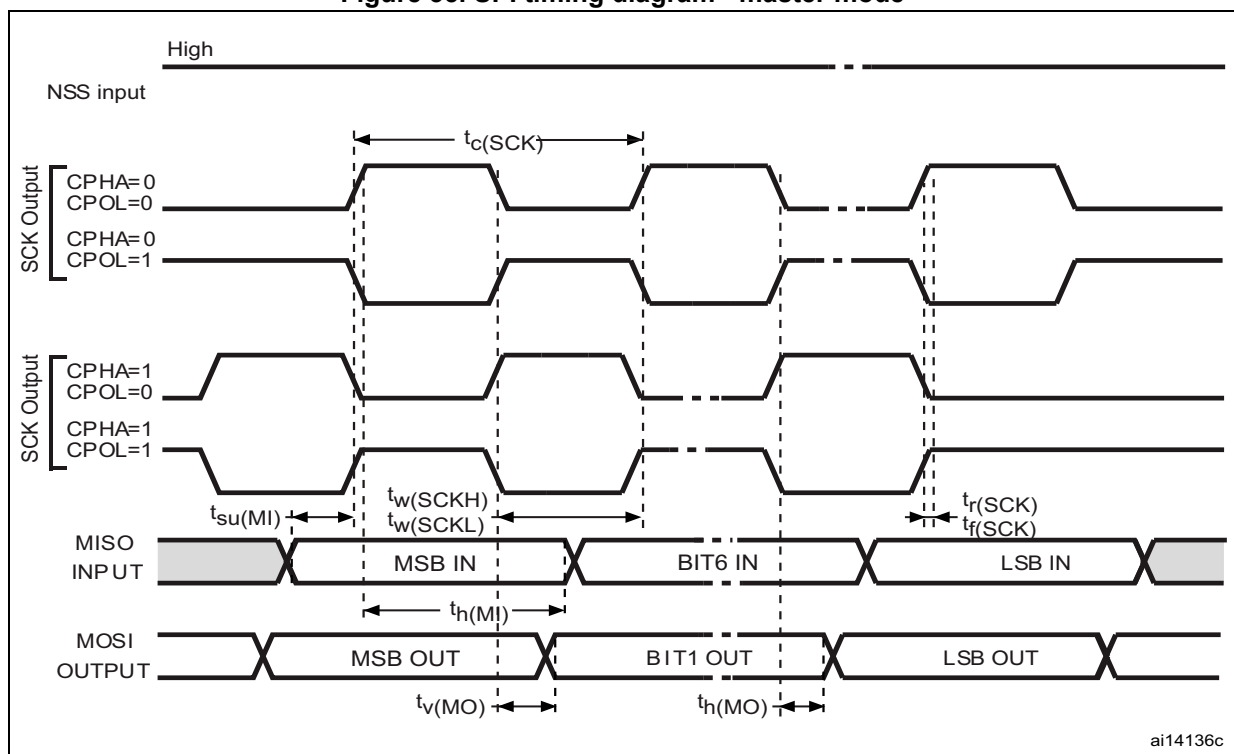 High
NSS input
tc(SCK)
SCK Output
CPHA=0
CPOL=0
CPHA=0
CPOL=1
SCK Output
CPHA=1
CPOL=0
CPHA=1
CPOL=1
tsu(MI)
tw(SCKH)
tw(SCKL)
tr(SCK)
tf(SCK)
MISO
INPUT
MSB IN
BIT6 IN
LSB IN
th(MI)
MOSI
OUTPUT
MSB OUT
BIT1 OUT
LSB OUT
tv(MO)
th(MO)
ai14136c